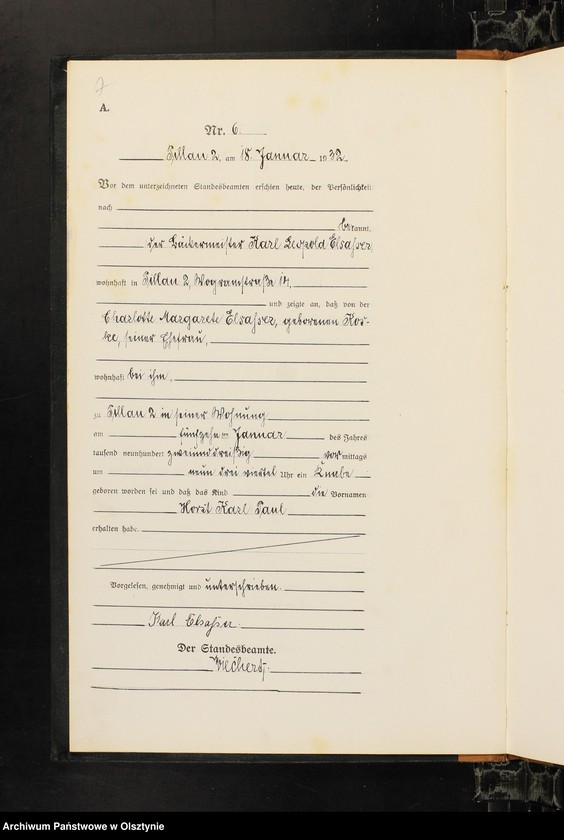 7
A.
Nr. 6.
Pillau 2, am 18. Januar 1932.
Vor dem unterzeichneten Standesbeamten erschien heute, der Persönlichkeit
nach
bekannt,
der Bäckermeister Karl Leopold Elsasser,
wohnhaft in Pillau 2, Wogramstraße 14,
und zeigte an, daß von der
Charlotte Margarete Elsasser, geborenen Kos-
ke, seiner Ehefrau,
wohnhaft bei ihm,
zu Pillau 2 in seiner Wohnung
am fünfzehnten Januar des Jahres
tausend neunhundert zweiunddreißig vormittags
um neun drei viertel Uhr ein Knabe
geboren worden sei und daß das Kind die Vornamen
Horst Karl Paul
erhalten habe.
Vorgelesen, genehmigt und unterschrieben.
Karl Elsasser.
Der Standesbeamte.
Wiechert.
Archiwum Państwowe w Olsztynie